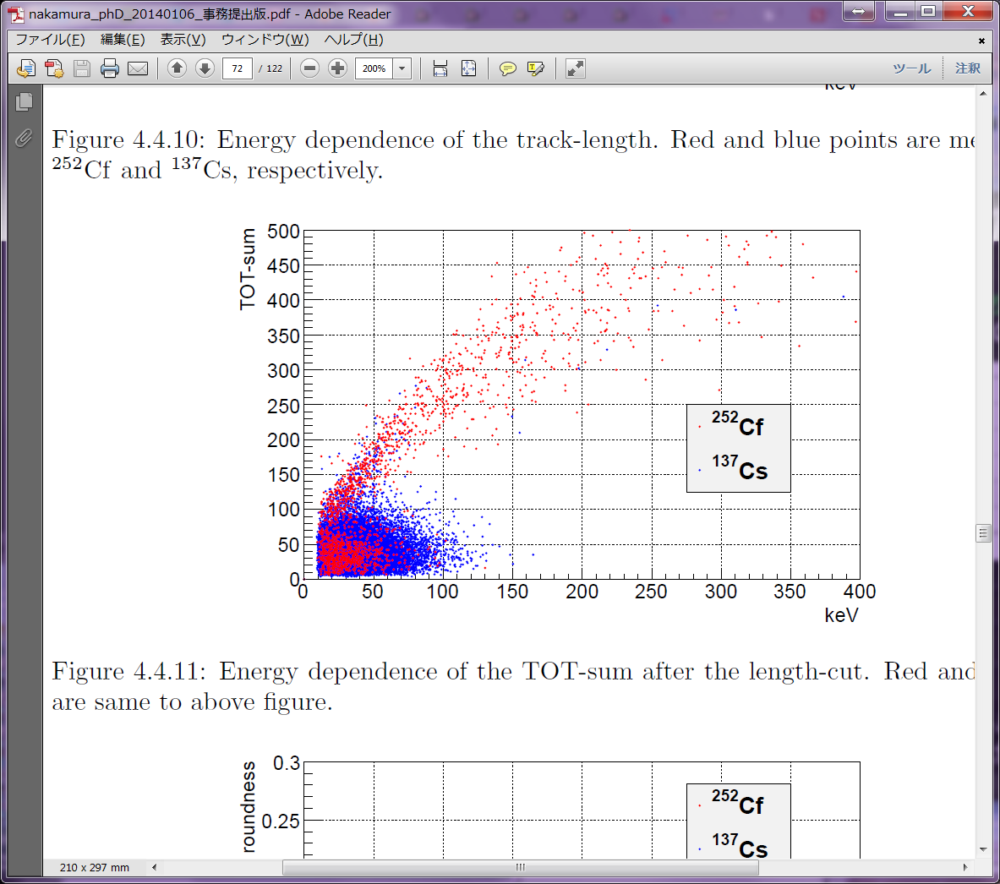 nakamura_phD_20140106_事務提出版.pdf - Adobe Reader
ファイル(F) 編集(E) 表示(V) ウィンドウ(W) ヘルプ(H)
72 / 122 200% ツール 注釈
keV
Figure 4.4.10: Energy dependence of the track-length. Red and blue points are me
252Cf and 137Cs, respectively.
TOT-sum
500
450
400
350
300
250
200
150
100
50
0
252Cf
137Cs
0 50 100 150 200 250 300 350 400
keV
Figure 4.4.11: Energy dependence of the TOT-sum after the length-cut. Red and
are same to above figure.
roundness
0.3
0.25
252Cf
137Cs
210 x 297 mm